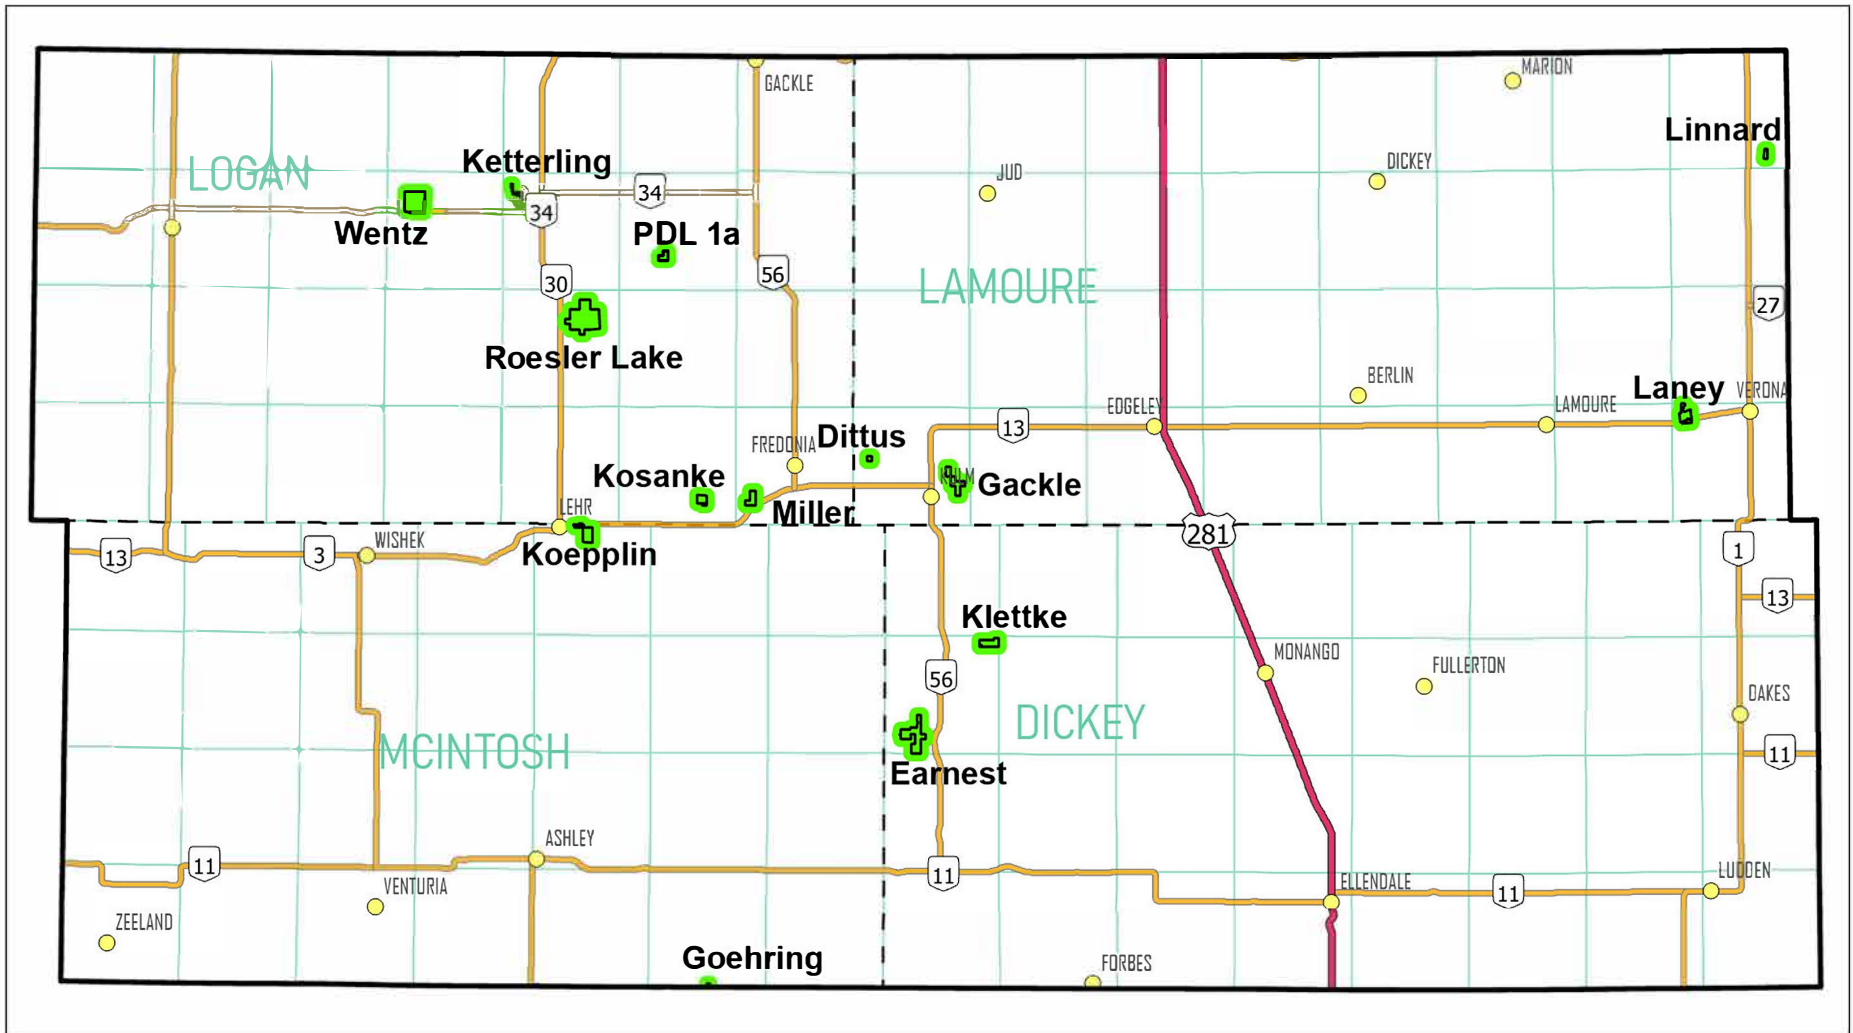 MARION
GACKLE
Linnard
Ketterling
DICKEY
LOGAN
JUD
34
34
Wentz
PDL 1a
56
30
LAMOURE
27
Roesler Lake
BERLIN
Laney
VERONA
EDGELEY
LAMOURE
13
Dittus
FREDONIA
Kosanke
KULM
Gackle
LEHR
Miller
281
WISHEK
13
3
Koepplin
1
13
Klettke
MONANGO
FULLERTON
56
OAKES
DICKEY
MCINTOSH
11
Earnest
ASHLEY
11
11
LUDDEN
VENTURIA
ELLENDALE
11
ZEELAND
Goehring
FORBES